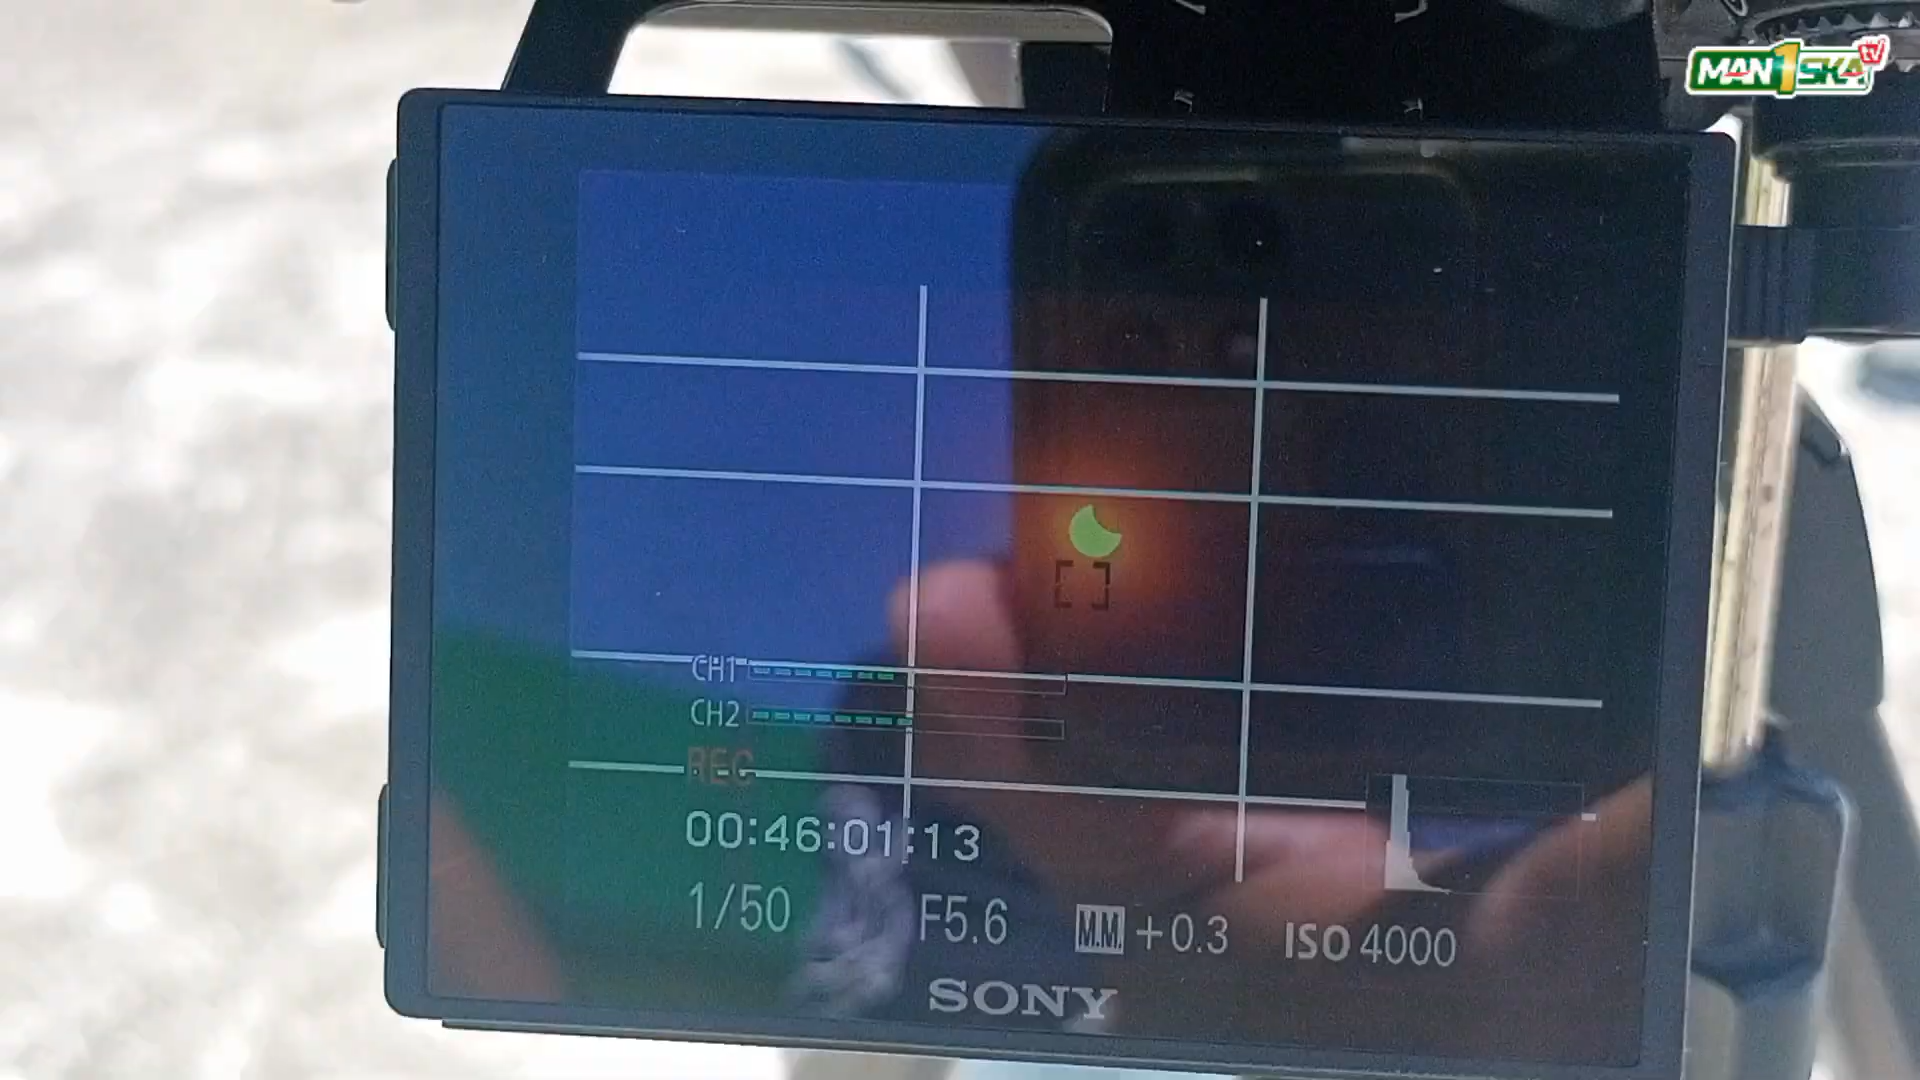 MAN1SKA tv
CH1
CH2
REC
00:46:01:13
1/50 F5.6 M.M. +0.3 ISO 4000
SONY